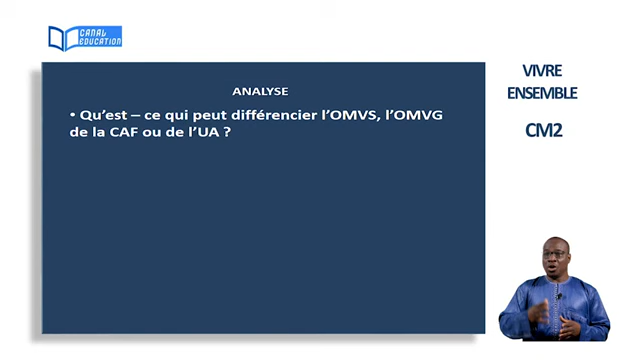 CANAL
EDUCATION
VIVRE
ENSEMBLE
CM2
ANALYSE
• Qu'est – ce qui peut différencier l'OMVS, l'OMVG
de la CAF ou de l'UA ?